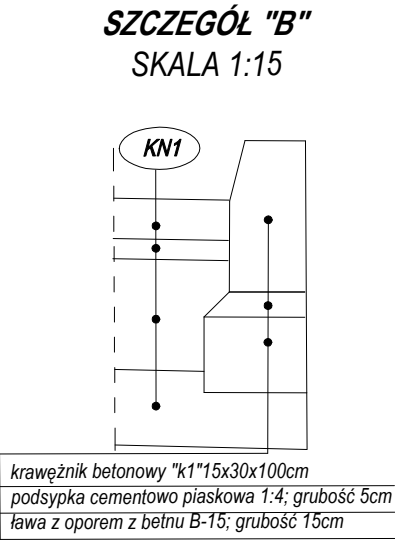 SZCZEGÓŁ "B"
SKALA 1:15
KN1
krawężnik betonowy "k1"15x30x100cm
podsypka cementowo piaskowa 1:4; grubość 5cm
ława z oporem z betnu B-15; grubość 15cm